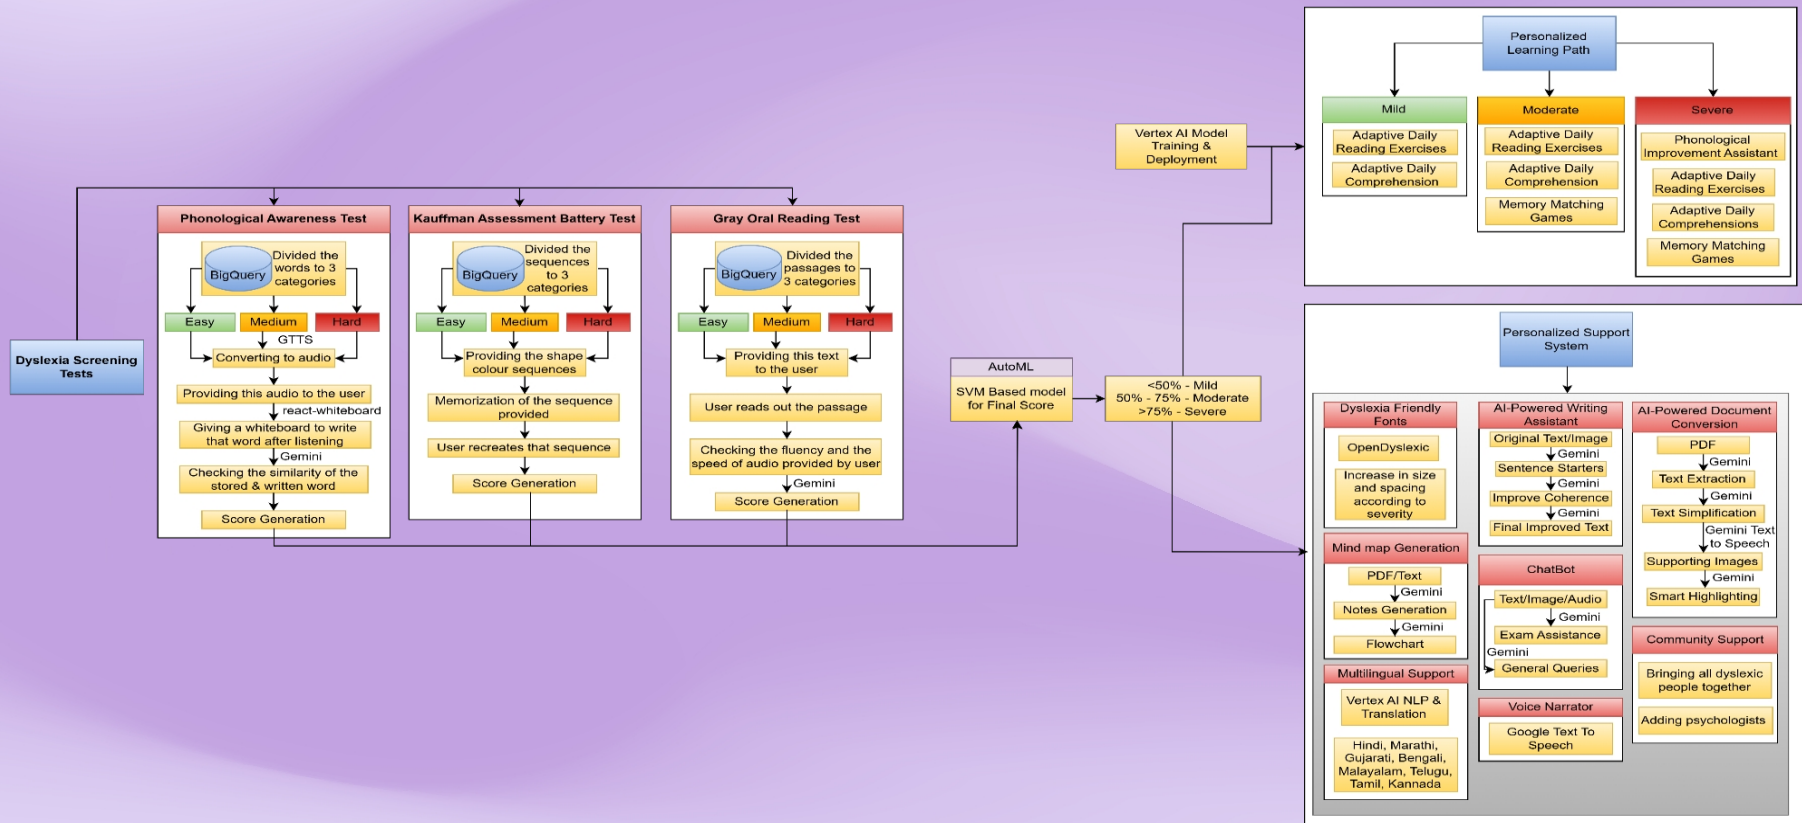 Dyslexia Screening
Tests
Phonological Awareness Test
BigQuery
Divided the
words to 3
categories
Easy
Medium
Hard
GTTS
Converting to audio
Providing this audio to the user
react-whiteboard
Giving a whiteboard to write
that word after listening
Gemini
Checking the similarity of the
stored & written word
Score Generation
Kauffman Assessment Battery Test
BigQuery
Divided the
sequences
to 3
categories
Easy
Medium
Hard
Providing the shape
colour sequences
Memorization of the sequence
provided
User recreates that sequence
Score Generation
Gray Oral Reading Test
BigQuery
Divided the
passages to
3 categories
Easy
Medium
Hard
Providing this text
to the user
User reads out the passage
Checking the fluency and the
speed of audio provided by user
Gemini
Score Generation
AutoML
SVM Based model
for Final Score
<50% - Mild
50% - 75% - Moderate
>75% - Severe
Vertex AI Model
Training &
Deployment
Personalized
Learning Path
Mild
Adaptive Daily
Reading Exercises
Adaptive Daily
Comprehension
Moderate
Adaptive Daily
Reading Exercises
Adaptive Daily
Comprehension
Memory Matching
Games
Severe
Phonological
Improvement Assistant
Adaptive Daily
Reading Exercises
Adaptive Daily
Comprehensions
Memory Matching
Games
Personalized Support
System
Dyslexia Friendly
Fonts
OpenDyslexic
Increase in size
and spacing
according to
severity
Mind map Generation
PDF/Text
Gemini
Notes Generation
Gemini
Flowchart
Multilingual Support
Vertex AI NLP &
Translation
Hindi, Marathi,
Gujarati, Bengali,
Malayalam, Telugu,
Tamil, Kannada
AI-Powered Writing
Assistant
Original Text/Image
Gemini
Sentence Starters
Gemini
Improve Coherence
Gemini
Final Improved Text
ChatBot
Text/Image/Audio
Gemini
Exam Assistance
Gemini
General Queries
Voice Narrator
Google Text To
Speech
AI-Powered Document
Conversion
PDF
Gemini
Text Extraction
Gemini
Text Simplification
Gemini Text
to Speech
Supporting Images
Gemini
Smart Highlighting
Community Support
Bringing all dyslexic
people together
Adding psychologists